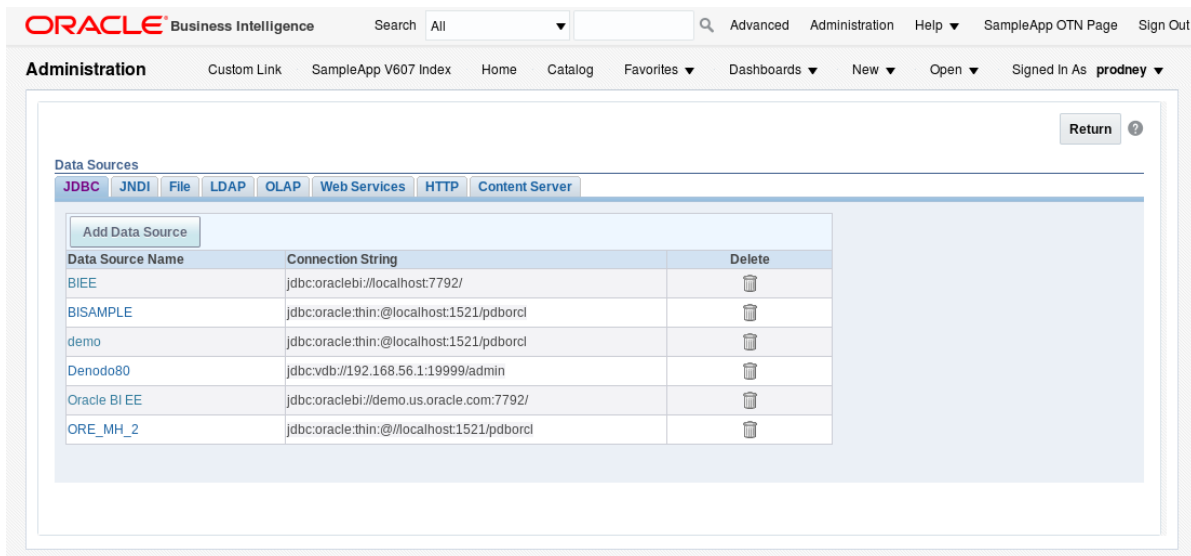 ORACLE Business Intelligence Search All Advanced Administration Help SampleApp OTN Page Sign Out
Administration Custom Link SampleApp V607 Index Home Catalog Favorites Dashboards New Open Signed In As prodney
Return ?
Data Sources
JDBC JNDI File LDAP OLAP Web Services HTTP Content Server
Add Data Source
Data Source Name Connection String Delete
BIEE jdbc:oraclebi://localhost:7792/
BISAMPLE jdbc:oracle:thin:@localhost:1521/pdborcl
demo jdbc:oracle:thin:@localhost:1521/pdborcl
Denodo80 jdbc:vdb://192.168.56.1:19999/admin
Oracle BI EE jdbc:oraclebi://demo.us.oracle.com:7792/
ORE_MH_2 jdbc:oracle:thin:@//localhost:1521/pdborcl